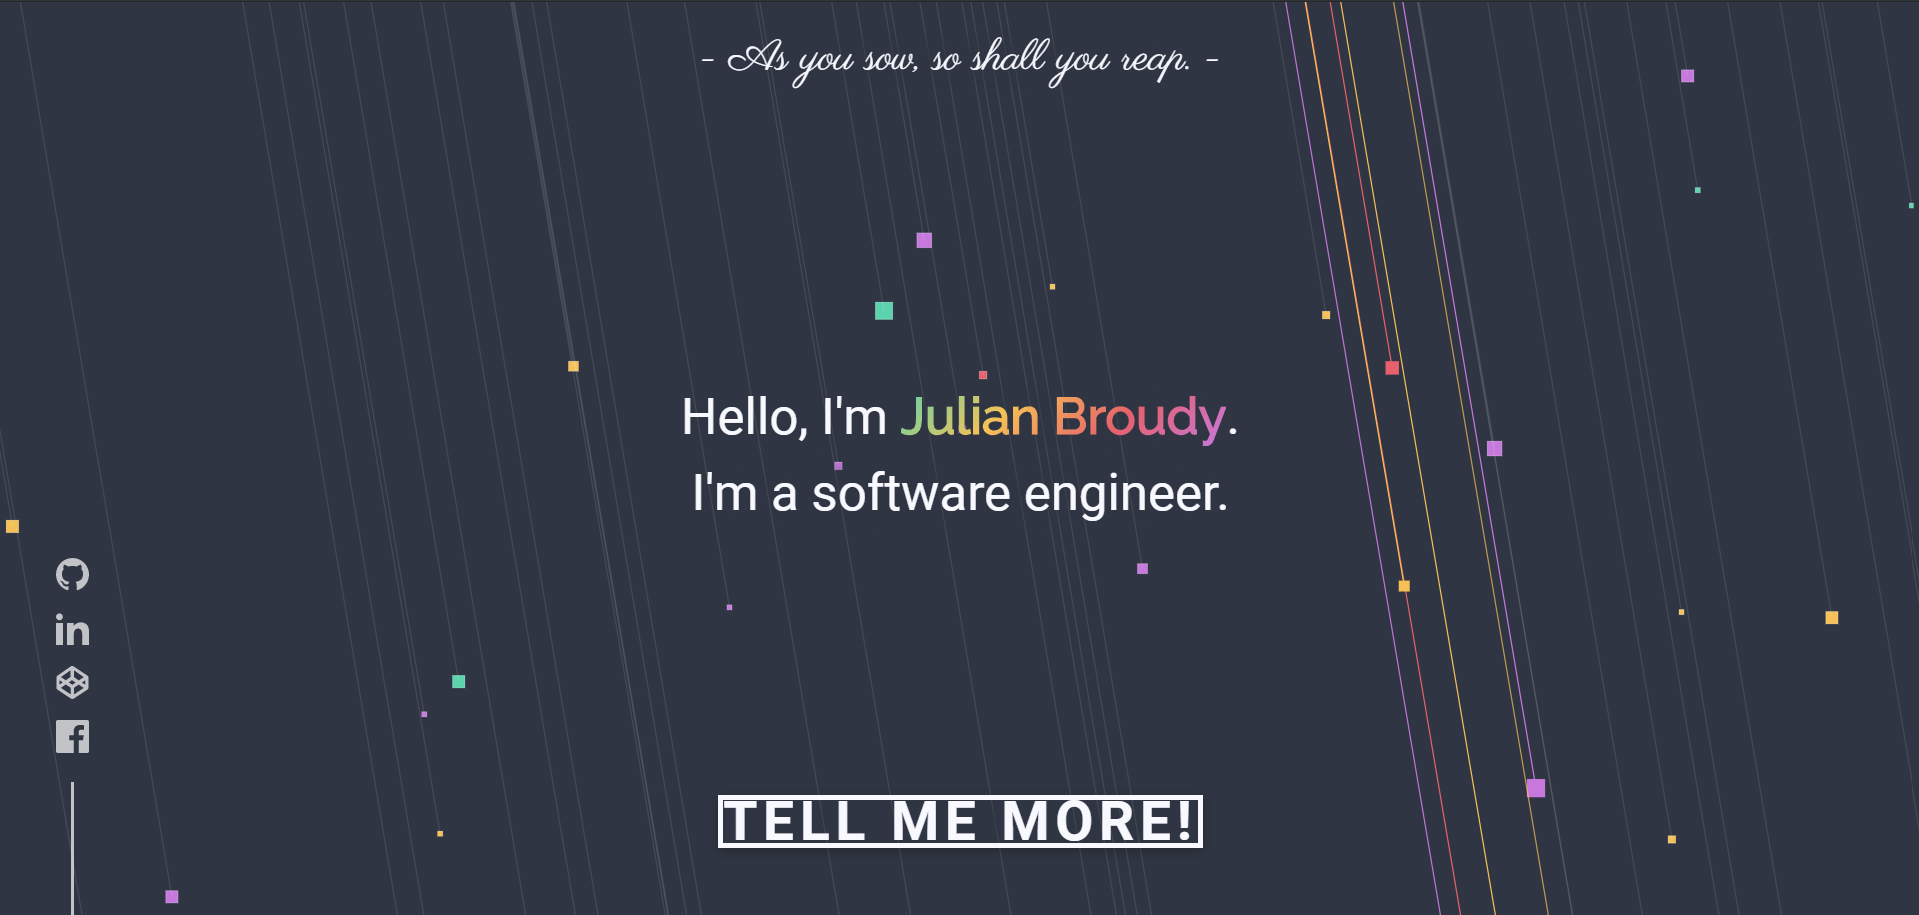 - As you sow, so shall you reap. -
Hello, I'm Julian Broudy.
I'm a software engineer.
TELL ME MORE!